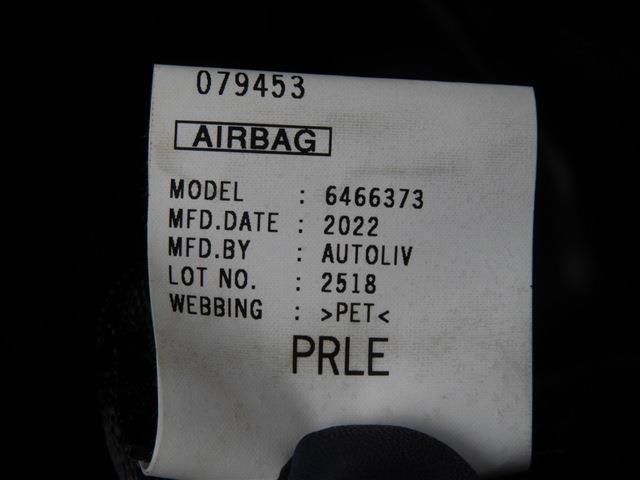 079453
AIRBAG
MODEL : 6466373
MFD.DATE : 2022
MFD.BY : AUTOLIV
LOT NO. : 2518
WEBBING : >PET<
PRLE